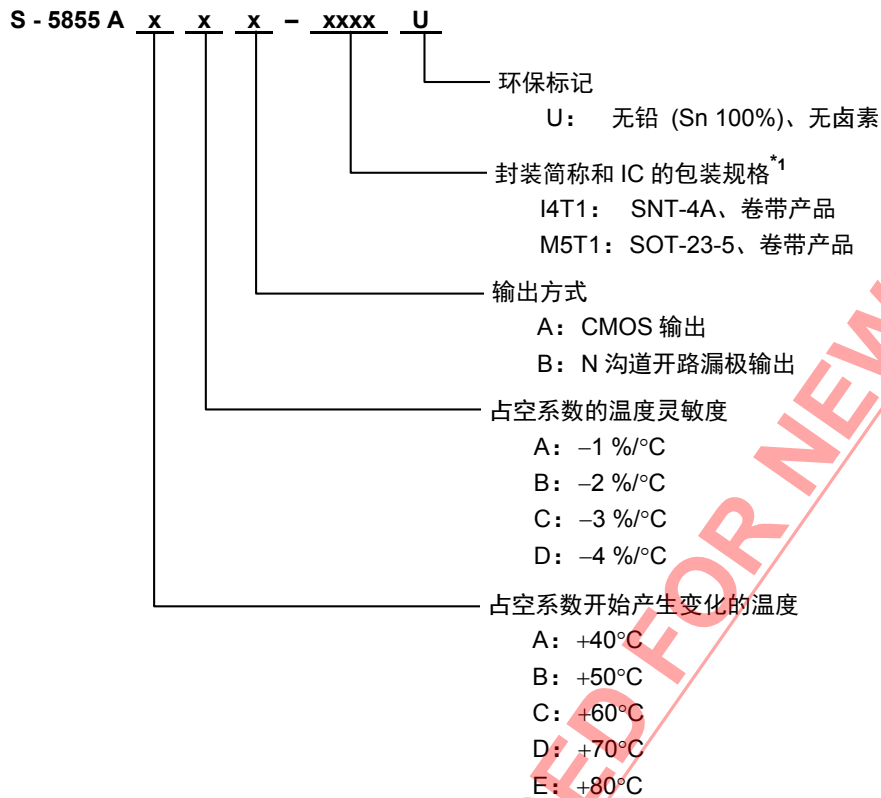 S - 5855 A x x x – xxxx U
环保标记
U： 无铅 (Sn 100%)、无卤素
封装简称和 IC 的包装规格*1
I4T1： SNT-4A、卷带产品
M5T1：SOT-23-5、卷带产品
输出方式
A：CMOS 输出
B：N 沟道开路漏极输出
占空系数的温度灵敏度
A：−1 %/°C
B：−2 %/°C
C：−3 %/°C
D：−4 %/°C
占空系数开始产生变化的温度
A：+40°C
B：+50°C
C：+60°C
D：+70°C
E：+80°C
FOR NEW